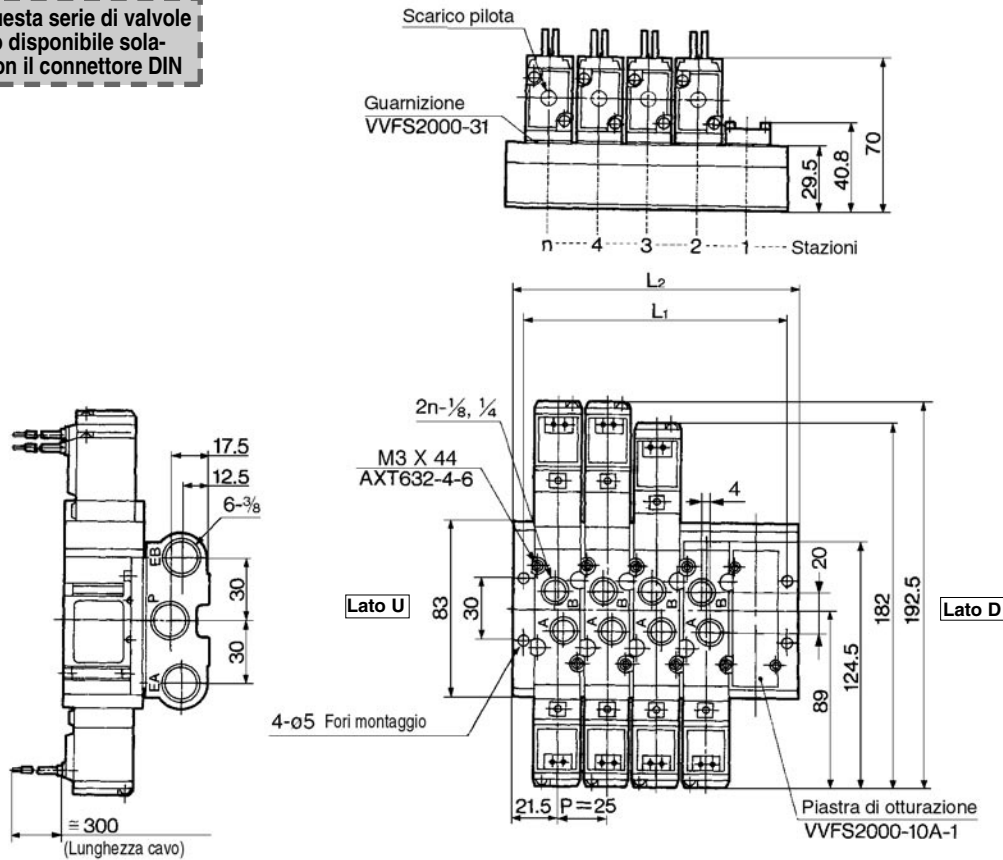 uesta serie di valvole
o disponibile sola-
on il connettore DIN
Scarico pilota
Guarnizione
VVFS2000-31
29.5
40.8
70
n 4 3 2 1 Stazioni
L2
L1
2n-⅛, ¼
M3 X 44
AXT632-4-6
17.5
12.5
6-⅜
4
EB
P
EA
30
30
Lato U
83
30
B B B B
A A A A
20
89
124.5
182
192.5
Lato D
4-ø5 Fori montaggio
21.5 P=25
≅300
(Lunghezza cavo)
Piastra di otturazione
VVFS2000-10A-1